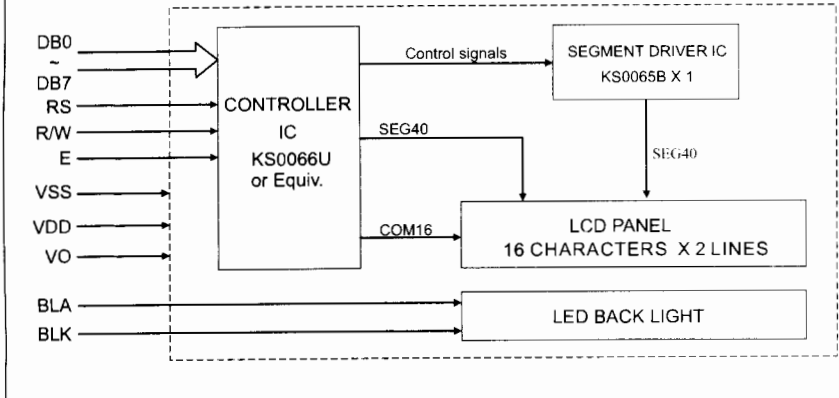 DB0
~
DB7
RS
R/W
E
VSS
VDD
VO
BLA
BLK
CONTROLLER
IC
KS0066U
or Equiv.
Control signals
SEG40
COM16
SEGMENT DRIVER IC
KS0065B X 1
SEG40
LCD PANEL
16 CHARACTERS X 2 LINES
LED BACK LIGHT